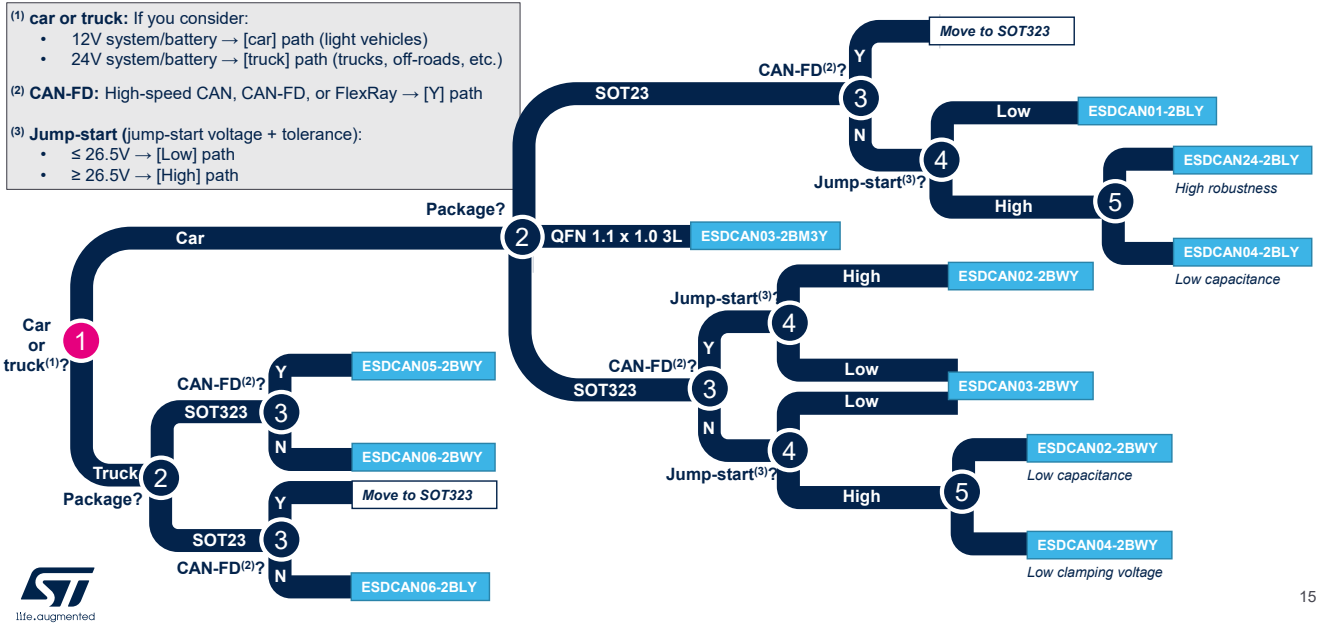 (1) car or truck: If you consider:
• 12V system/battery → [car] path (light vehicles)
• 24V system/battery → [truck] path (trucks, off-roads, etc.)
(2) CAN-FD: High-speed CAN, CAN-FD, or FlexRay → [Y] path
(3) Jump-start (jump-start voltage + tolerance):
• ≤ 26.5V → [Low] path
• ≥ 26.5V → [High] path
Car
or
truck(1)?
1
Car
Package?
2
SOT23
CAN-FD(2)?
3
Y
Move to SOT323
N
Jump-start(3)?
4
Low
ESDCAN01-2BLY
High
5
ESDCAN24-2BLY
High robustness
ESDCAN04-2BLY
Low capacitance
QFN 1.1 x 1.0 3L
ESDCAN03-2BM3Y
SOT323
CAN-FD(2)?
3
Y
Jump-start(3)?
4
High
ESDCAN02-2BWY
Low
ESDCAN03-2BWY
N
Jump-start(3)?
4
Low
High
5
ESDCAN02-2BWY
Low capacitance
ESDCAN04-2BWY
Low clamping voltage
Truck
Package?
2
SOT323
CAN-FD(2)?
3
Y
ESDCAN05-2BWY
N
ESDCAN06-2BWY
SOT23
CAN-FD(2)?
3
Y
Move to SOT323
N
ESDCAN06-2BLY
ST
life.augmented
15